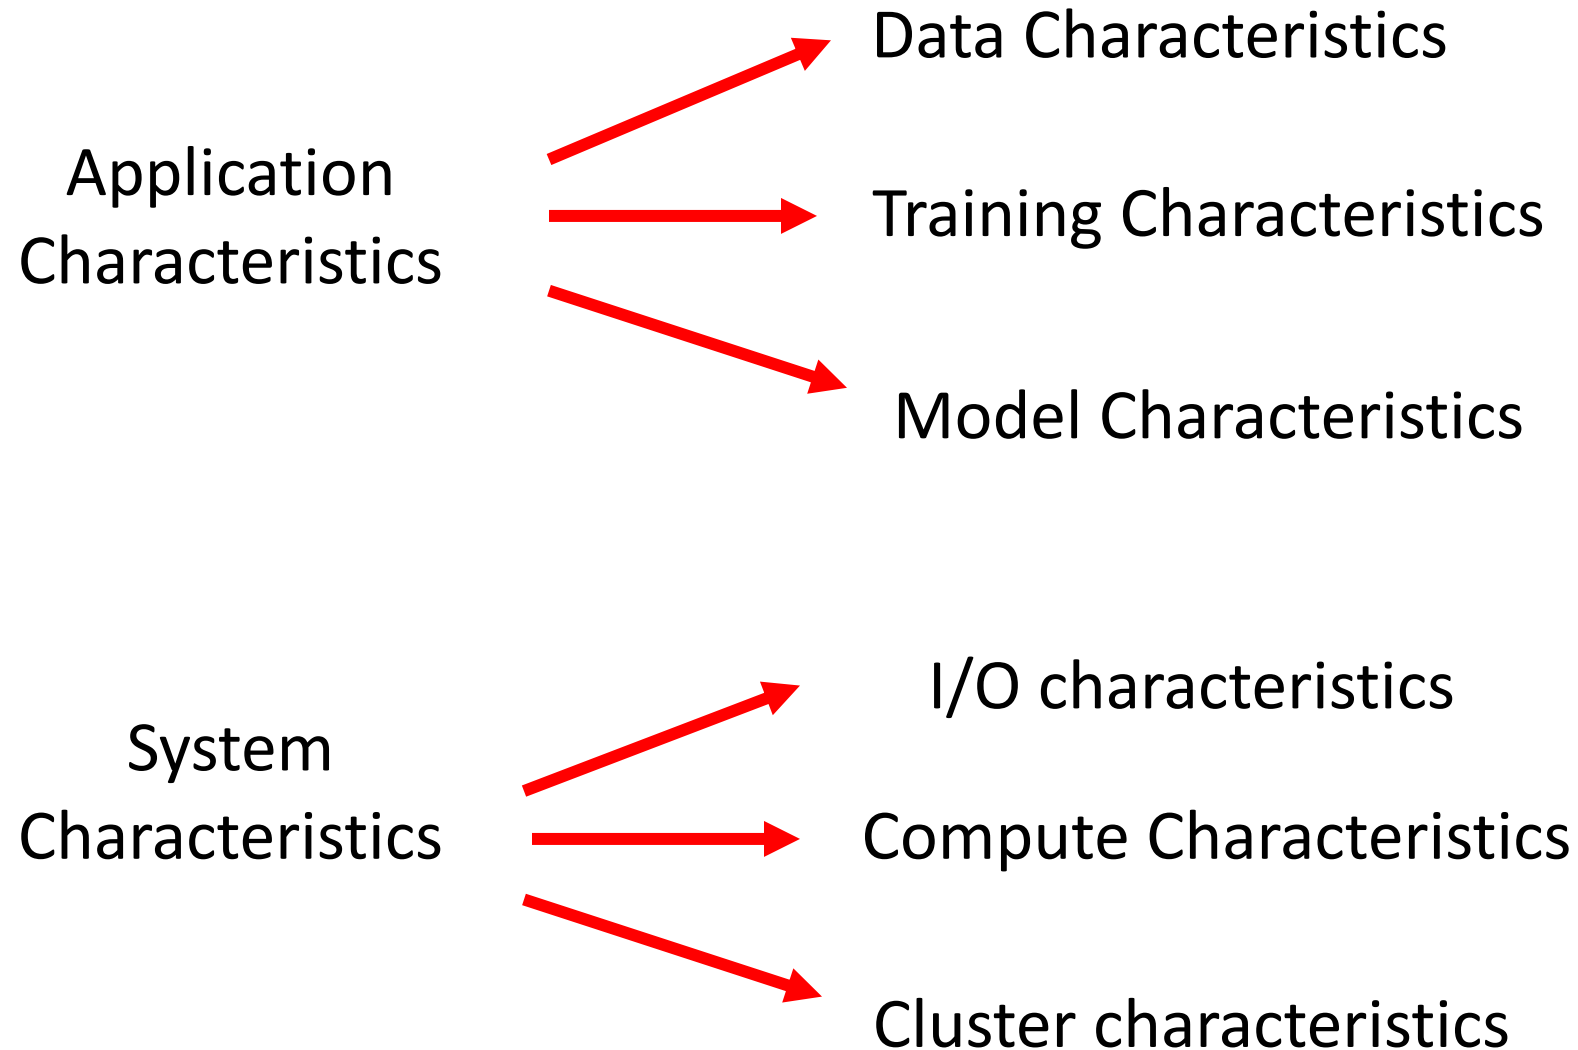 Application
Characteristics
Data Characteristics
Training Characteristics
Model Characteristics
System
Characteristics
I/O characteristics
Compute Characteristics
Cluster characteristics